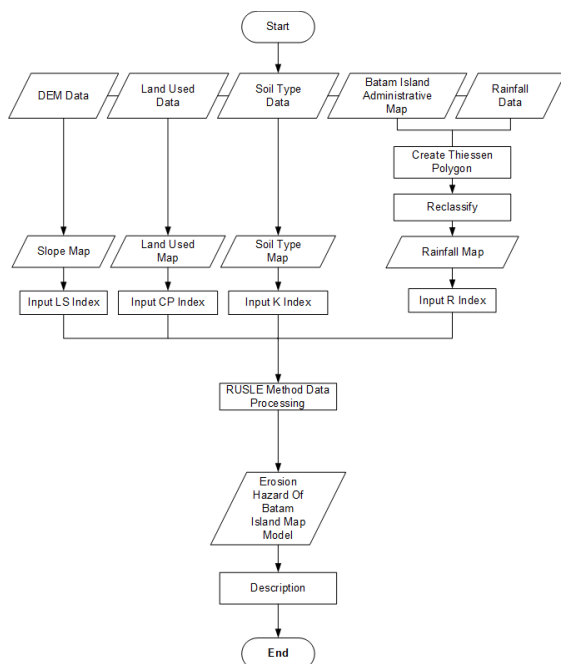 Start
DEM Data
Land Used
Data
Soil Type
Data
Batam Island
Administrative
Map
Rainfall
Data
Create Thiessen
Polygon
Reclassify
Slope Map
Land Used
Map
Soil Type
Map
Rainfall Map
Input LS Index
Input CP Index
Input K Index
Input R Index
RUSLE Method Data
Processing
Erosion
Hazard Of
Batam
Island Map
Model
Description
End